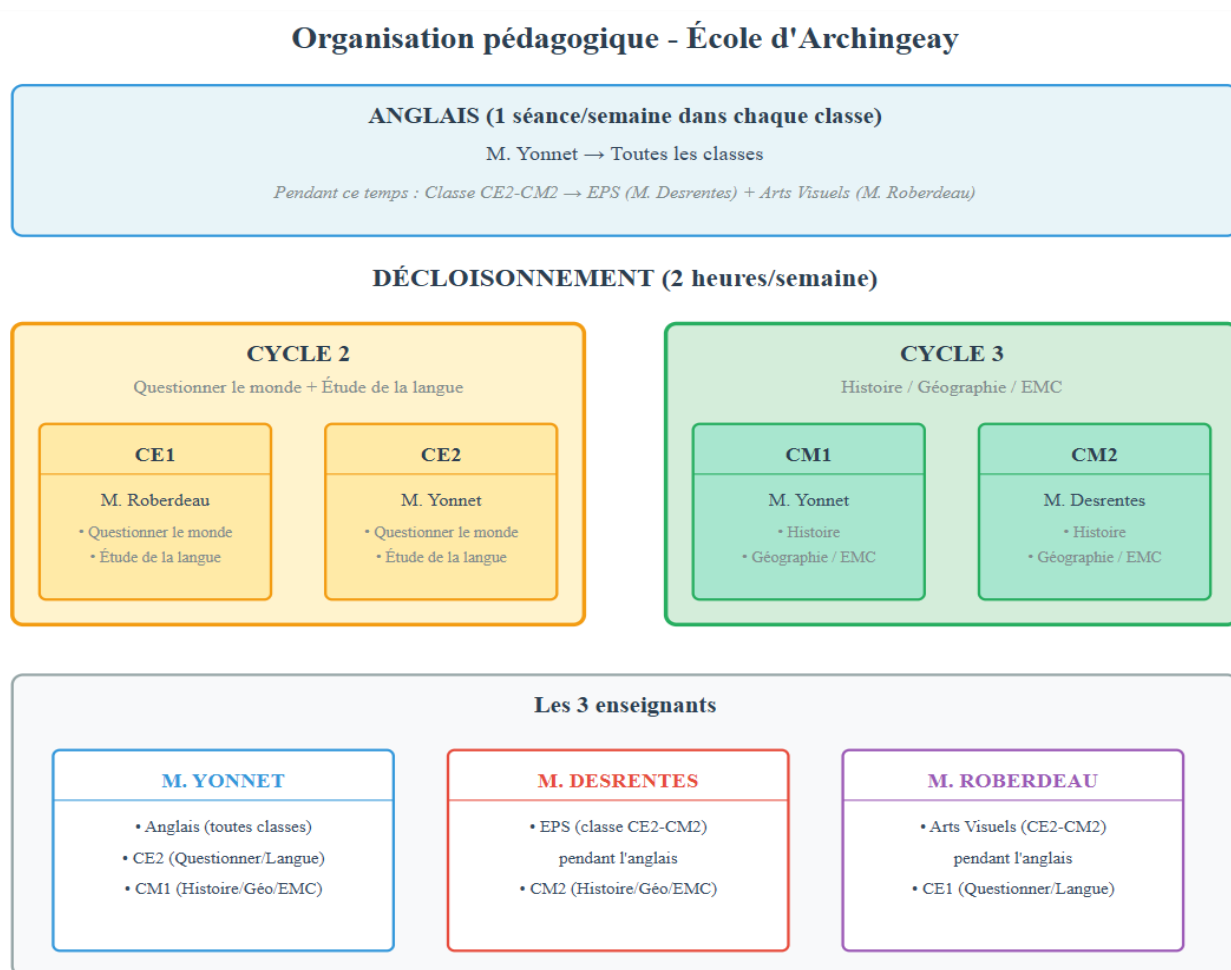 Organisation pédagogique - École d'Archingeay
ANGLAIS (1 séance/semaine dans chaque classe)
M. Yonnet → Toutes les classes
Pendant ce temps : Classe CE2-CM2 → EPS (M. Desrentes) + Arts Visuels (M. Roberdeau)
DÉCLOISONNEMENT (2 heures/semaine)
CYCLE 2
Questionner le monde + Étude de la langue
CE1
M. Roberdeau
• Questionner le monde
• Étude de la langue
CE2
M. Yonnet
• Questionner le monde
• Étude de la langue
CYCLE 3
Histoire / Géographie / EMC
CM1
M. Yonnet
• Histoire
• Géographie / EMC
CM2
M. Desrentes
• Histoire
• Géographie / EMC
Les 3 enseignants
M. YONNET
• Anglais (toutes classes)
• CE2 (Questionner/Langue)
• CM1 (Histoire/Géo/EMC)
M. DESRENTES
• EPS (classe CE2-CM2)
pendant l'anglais
• CM2 (Histoire/Géo/EMC)
M. ROBERDEAU
• Arts Visuels (CE2-CM2)
pendant l'anglais
• CE1 (Questionner/Langue)